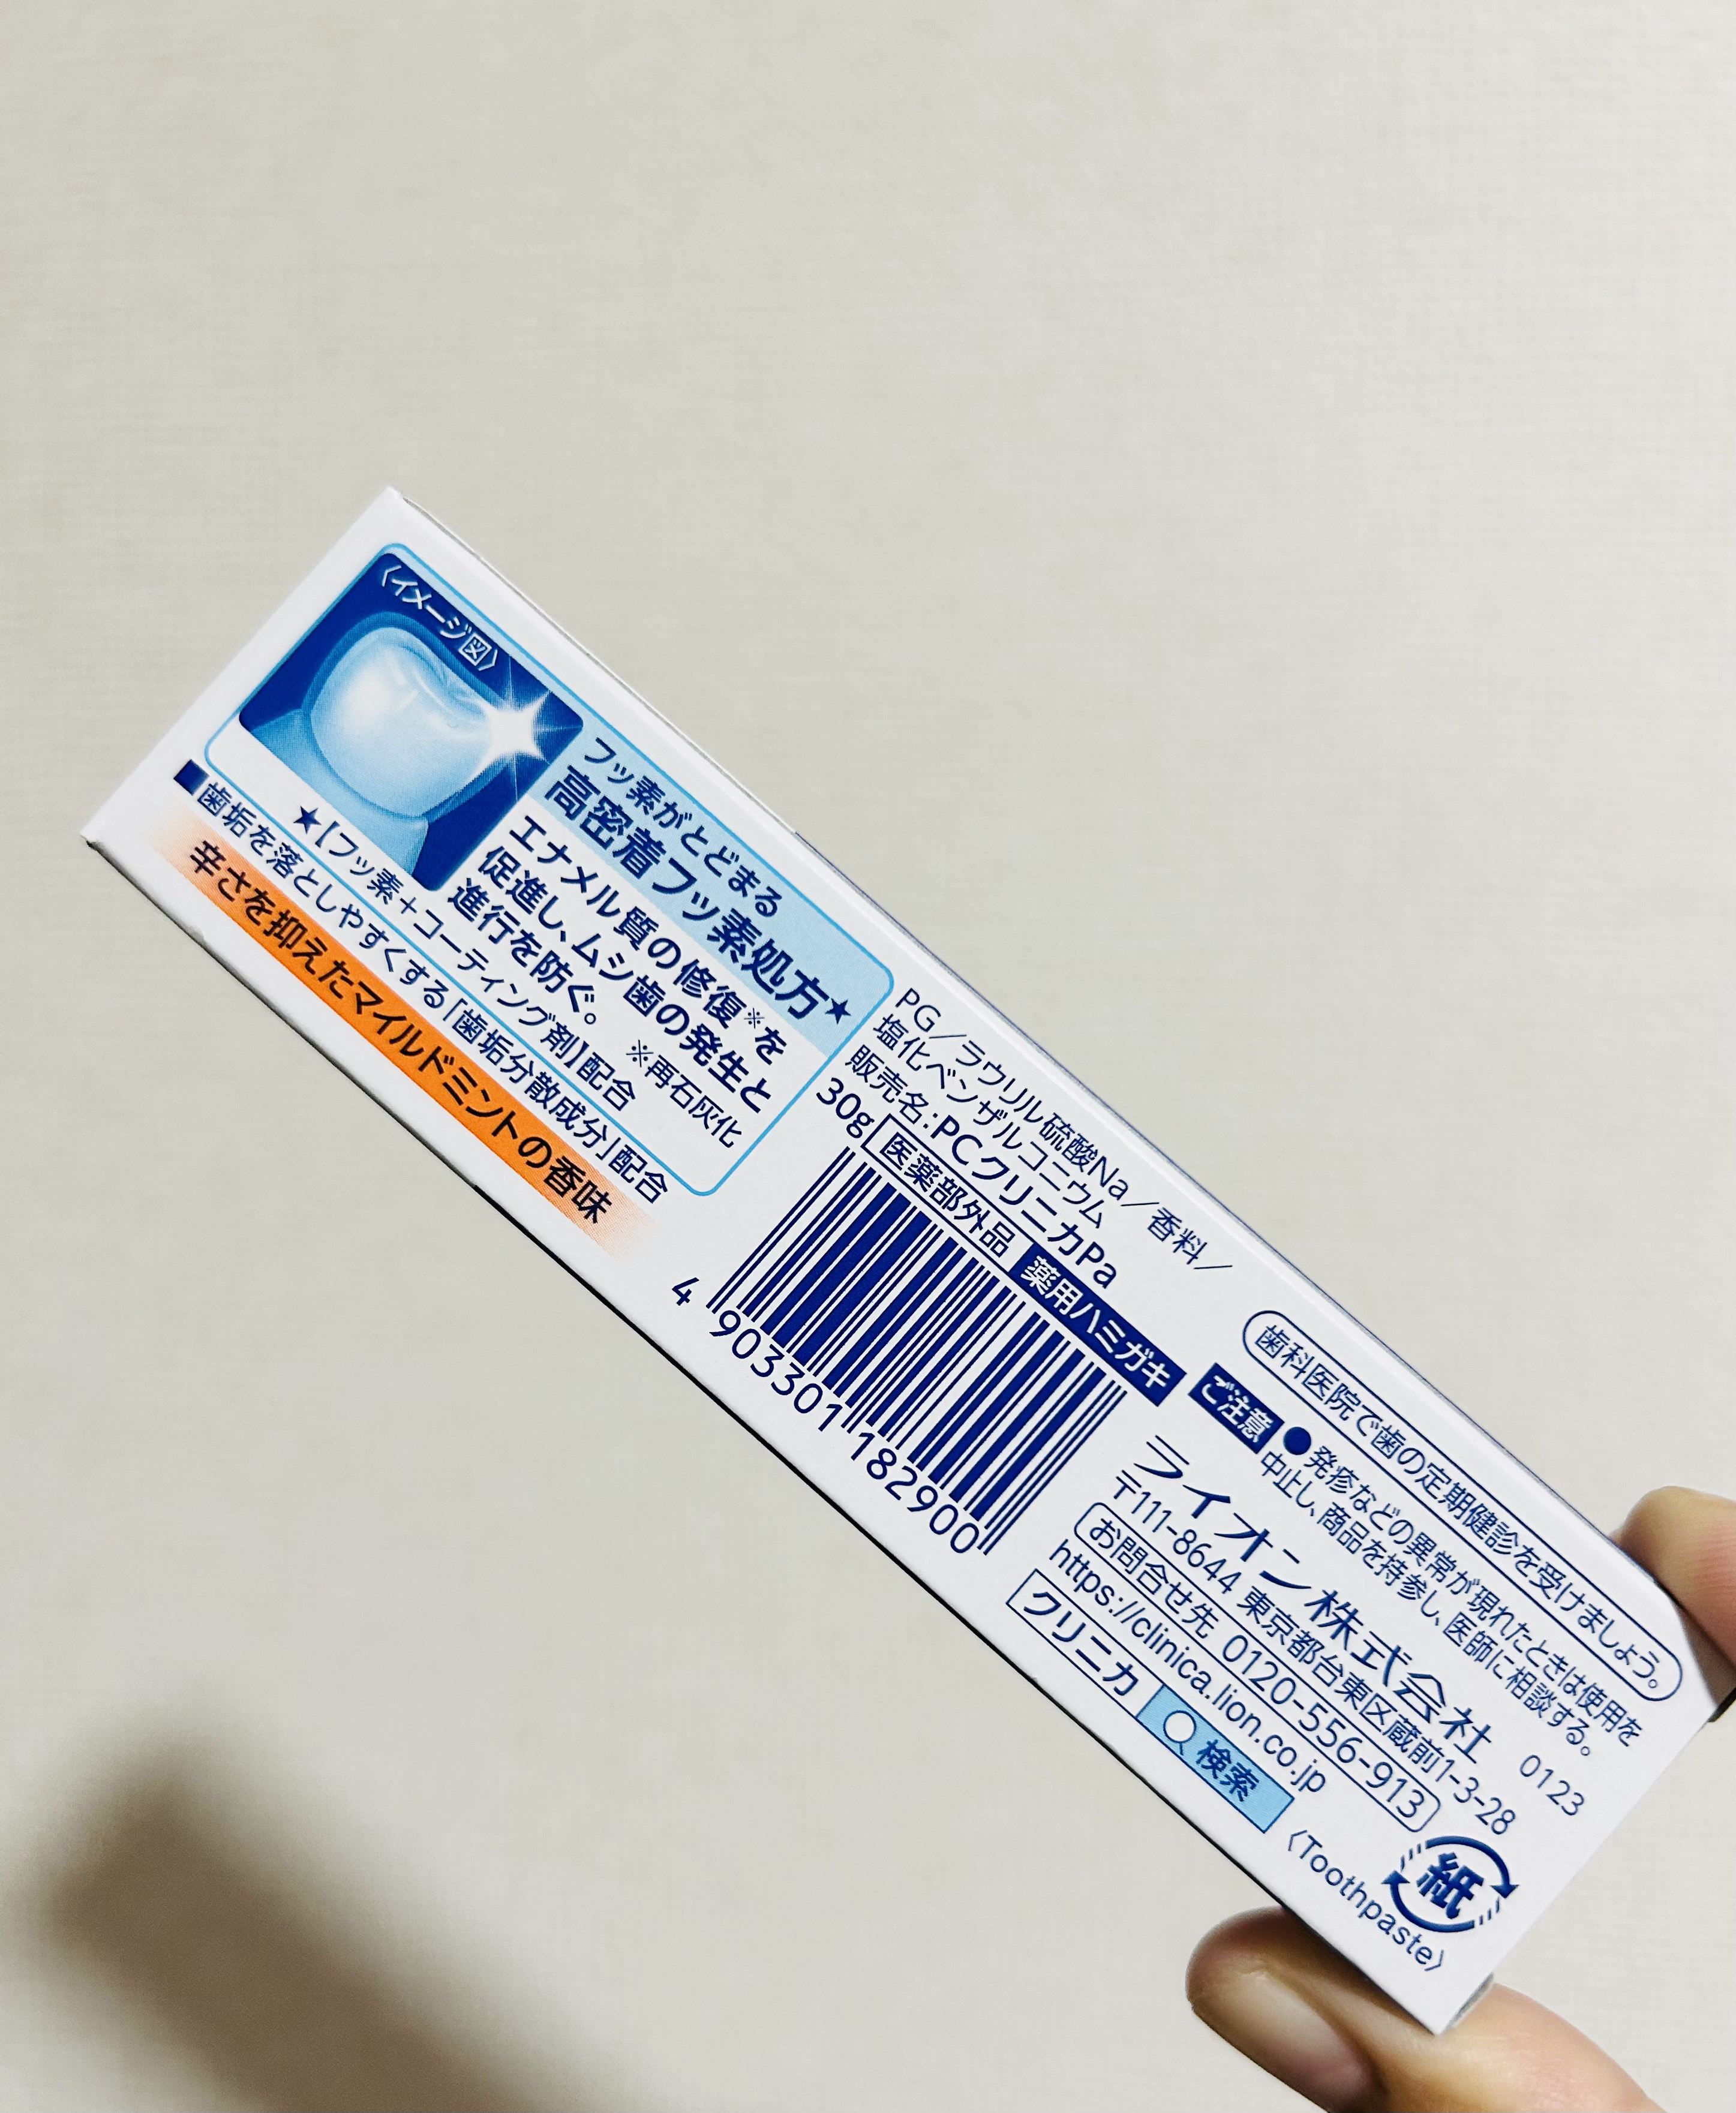 〈イメージ図〉
フッ素がとどまる
高密着フッ素処方★
エナメル質の修復※を
促進し、ムシ歯の発生と
進行を防ぐ。
※再石灰化
★【フッ素+コーティング剤】配合
■歯垢を落としやすくする「歯垢分散成分」配合
辛さを抑えたマイルドミントの香味
PG/ラウリル硫酸Na/香料/
塩化ベンザルコニウム
販売名:PCクリニカPa
30g 医薬部外品 薬用ハミガキ
4 903301 182900
歯科医院で歯の定期健診を受けましょう。
ご注意 ●発疹などの異常が現れたときは使用を
中止し、商品を持参し、医師に相談する。
ライオン株式会社 0123
〒111-8644 東京都台東区蔵前1-3-28
お問合せ先 0120-556-913
https://clinica.lion.co.jp
クリニカ 検索
紙
〈Toothpaste〉